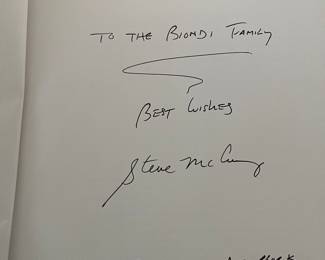 TO THE BIONDI FAMILY
BEST WISHES
Steve McCurry